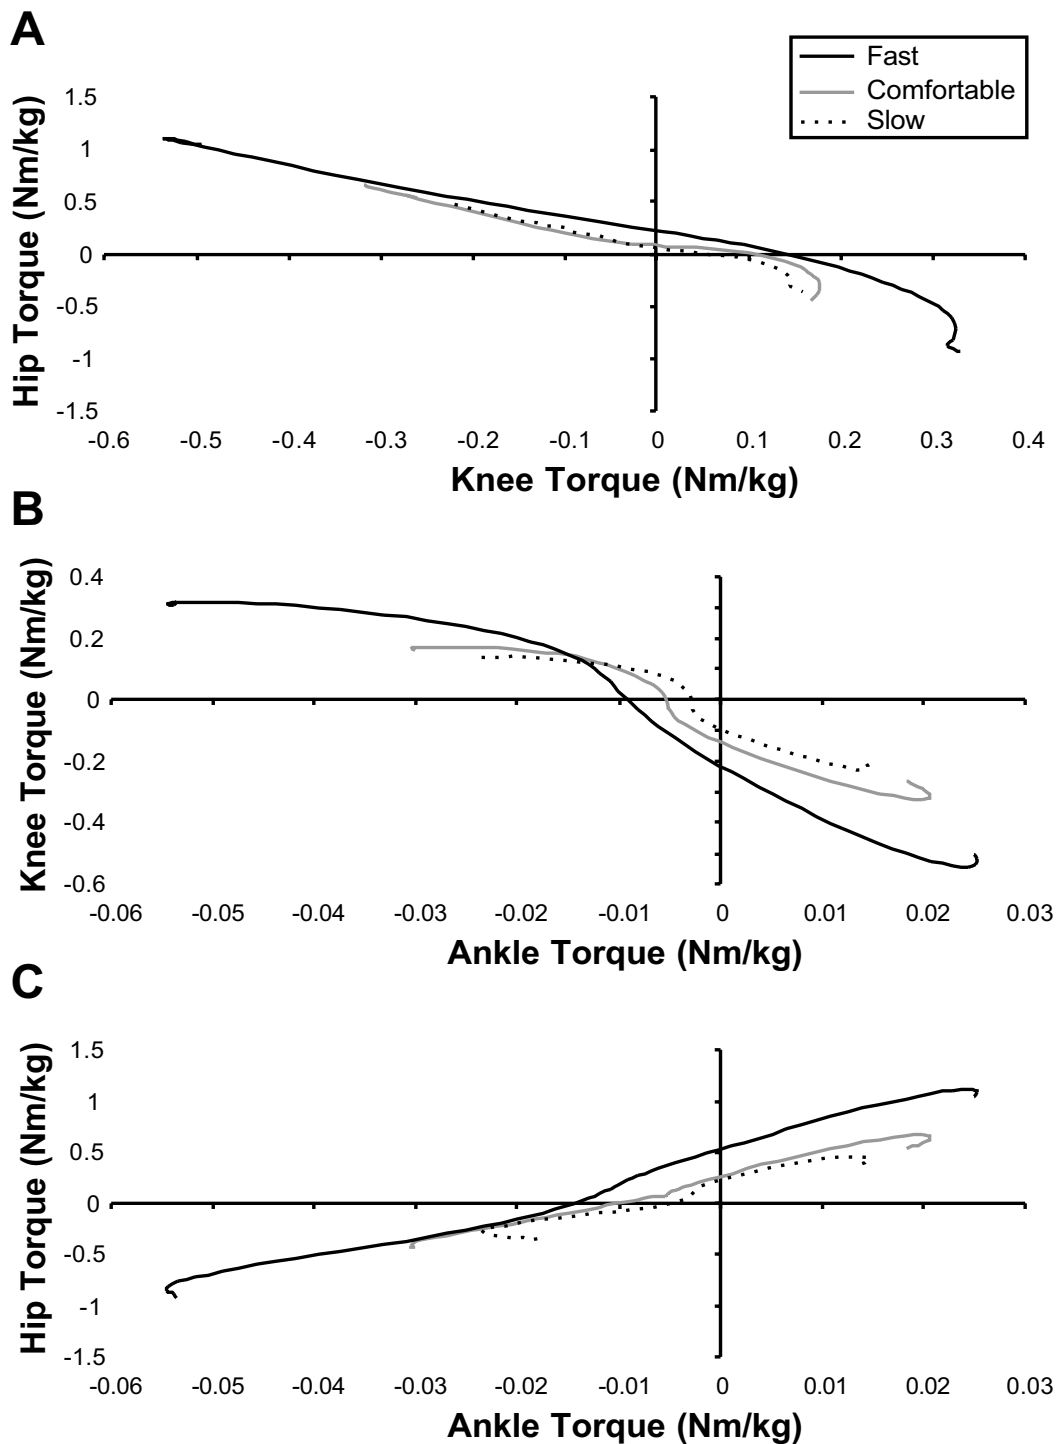 A
Fast
Comfortable
Slow
Hip Torque (Nm/kg)
1.5
1
0.5
0
-0.5
-1
-1.5
-0.6 -0.5 -0.4 -0.3 -0.2 -0.1 0 0.1 0.2 0.3 0.4
Knee Torque (Nm/kg)
B
Knee Torque (Nm/kg)
0.4
0.2
0
-0.2
-0.4
-0.6
-0.06 -0.05 -0.04 -0.03 -0.02 -0.01 0 0.01 0.02 0.03
Ankle Torque (Nm/kg)
C
Hip Torque (Nm/kg)
1.5
1
0.5
0
-0.5
-1
-1.5
-0.06 -0.05 -0.04 -0.03 -0.02 -0.01 0 0.01 0.02 0.03
Ankle Torque (Nm/kg)